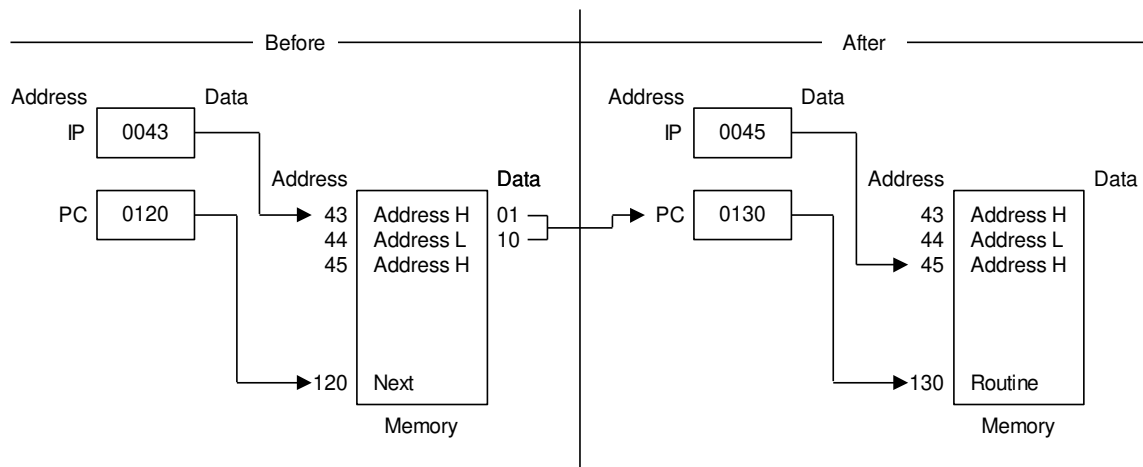 Before
Address Data
IP 0043
Address Data
PC 0120
43 Address H 01
44 Address L 10
45 Address H
120 Next
Memory
After
Address Data
IP 0045
Address Data
PC 0130
43 Address H
44 Address L
45 Address H
130 Routine
Memory